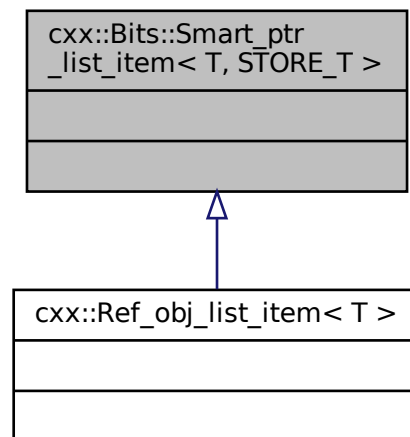 cxx::Bits::Smart_ptr
_list_item< T, STORE_T >
cxx::Ref_obj_list_item< T >